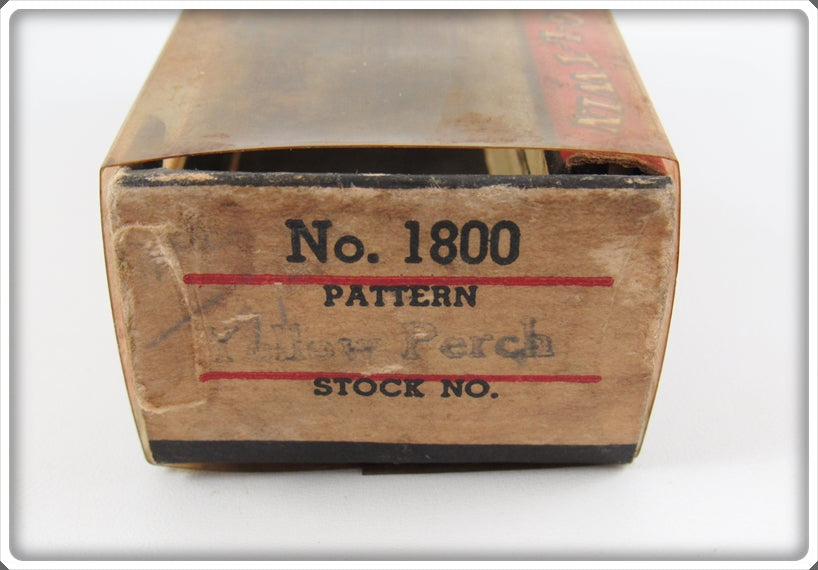 No. 1800
PATTERN
Yellow Perch
STOCK NO.